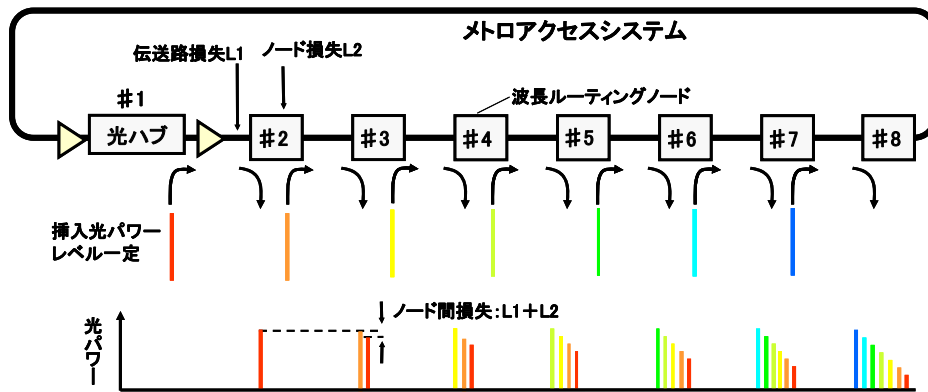 メトロアクセスシステム
伝送路損失L1
ノード損失L2
#1
波長ルーティングノード
光ハブ
#2
#3
#4
#5
#6
#7
#8
挿入光パワー
レベル一定
ノード間損失:L1+L2
光パワー